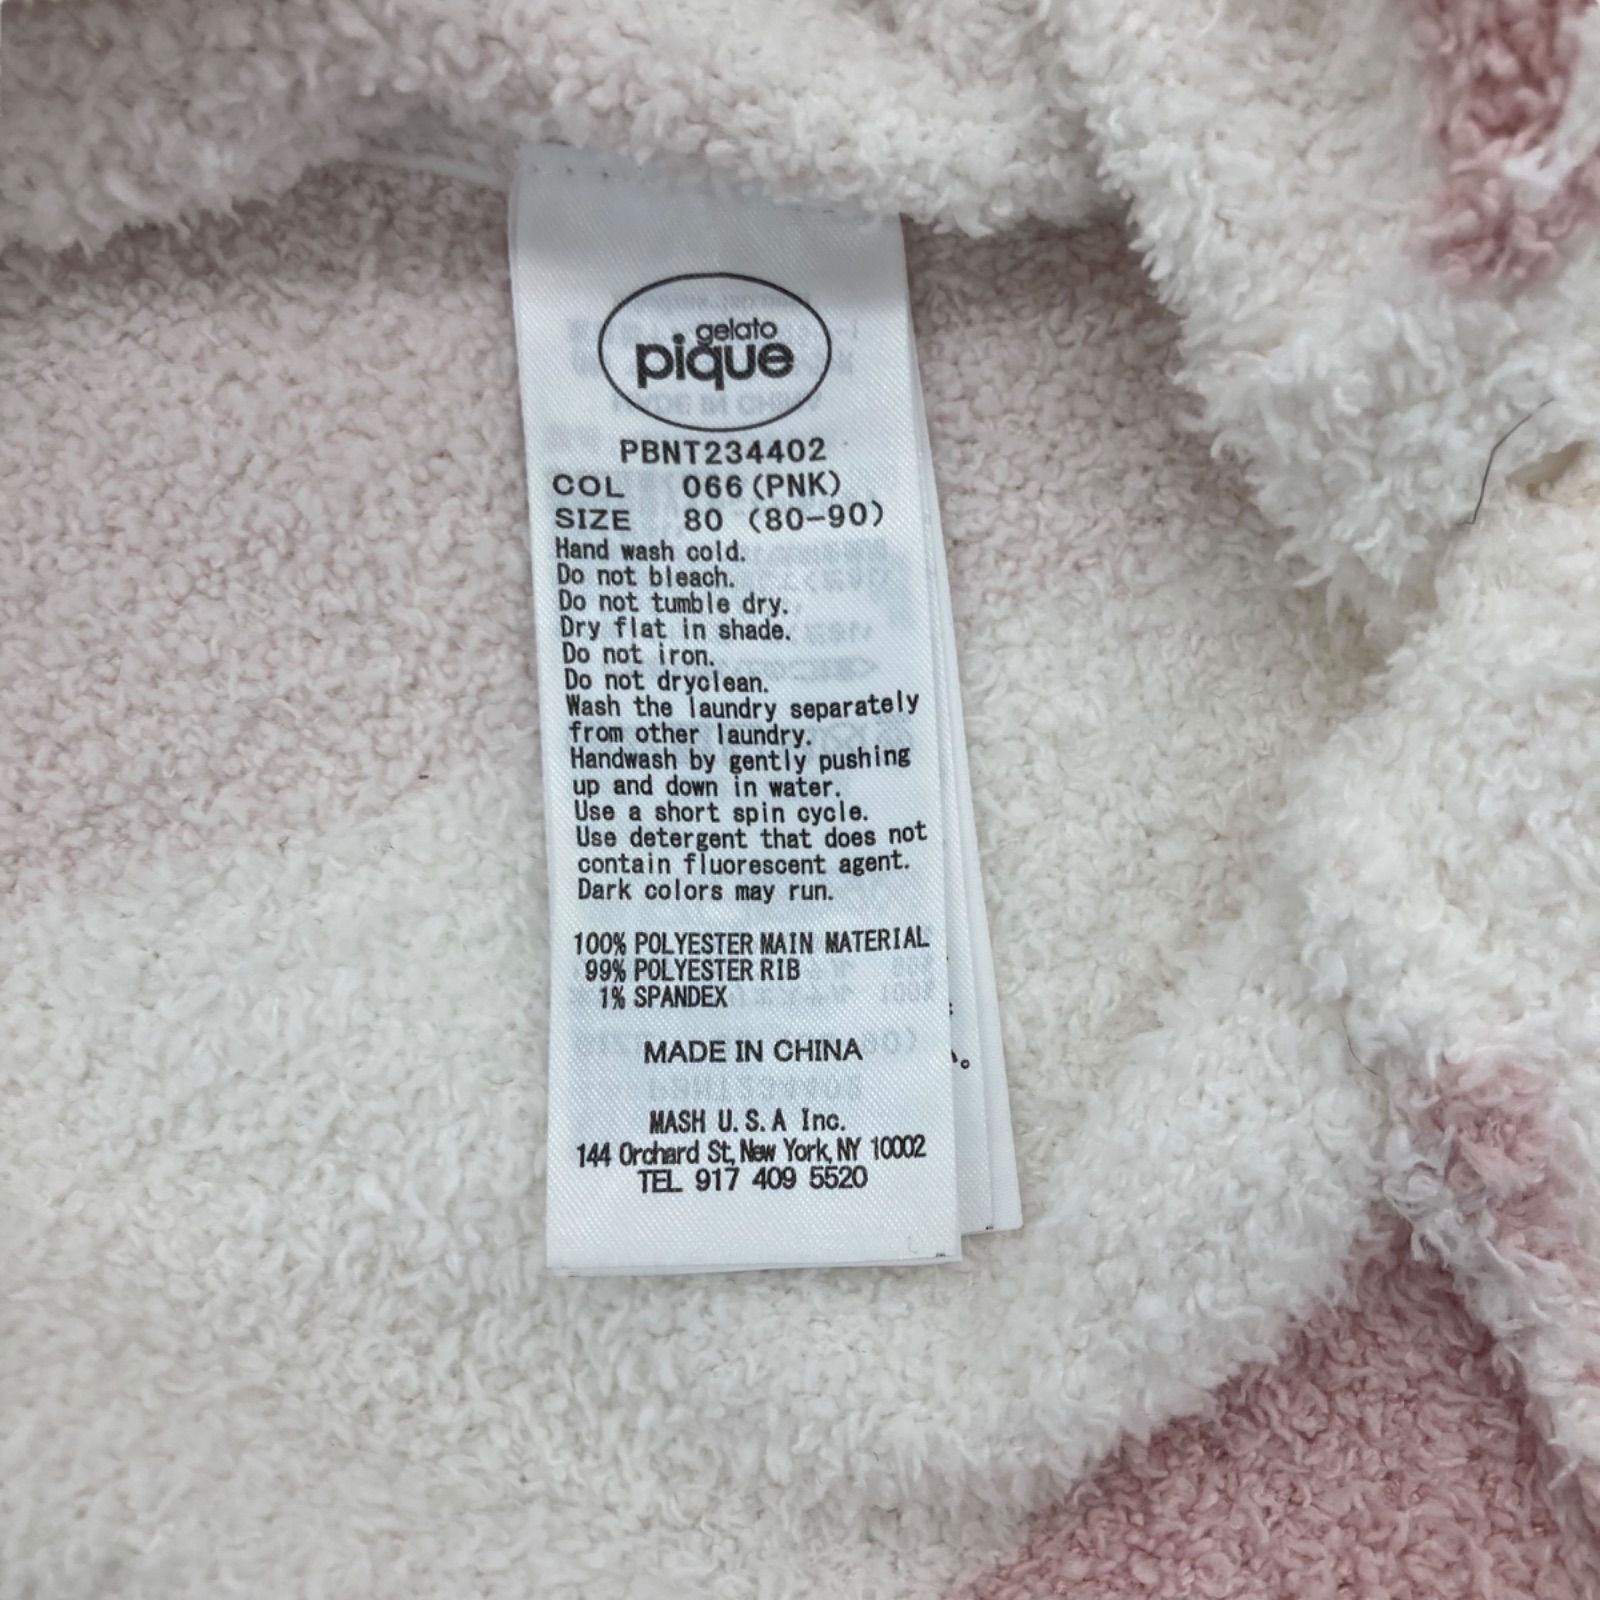 gelato
pique
PBNT234402
COL 066(PNK)
SIZE 80 (80-90)
Hand wash cold.
Do not bleach.
Do not tumble dry.
Dry flat in shade.
Do not iron.
Do not dryclean.
Wash the laundry separately
from other laundry.
Handwash by gently pushing
up and down in water.
Use a short spin cycle.
Use detergent that does not
contain fluorescent agent.
Dark colors may run.
100% POLYESTER MAIN MATERIAL
99% POLYESTER RIB
1% SPANDEX
MADE IN CHINA
MASH U.S.A Inc.
144 Orchard St, New York, NY 10002
TEL 917 409 5520